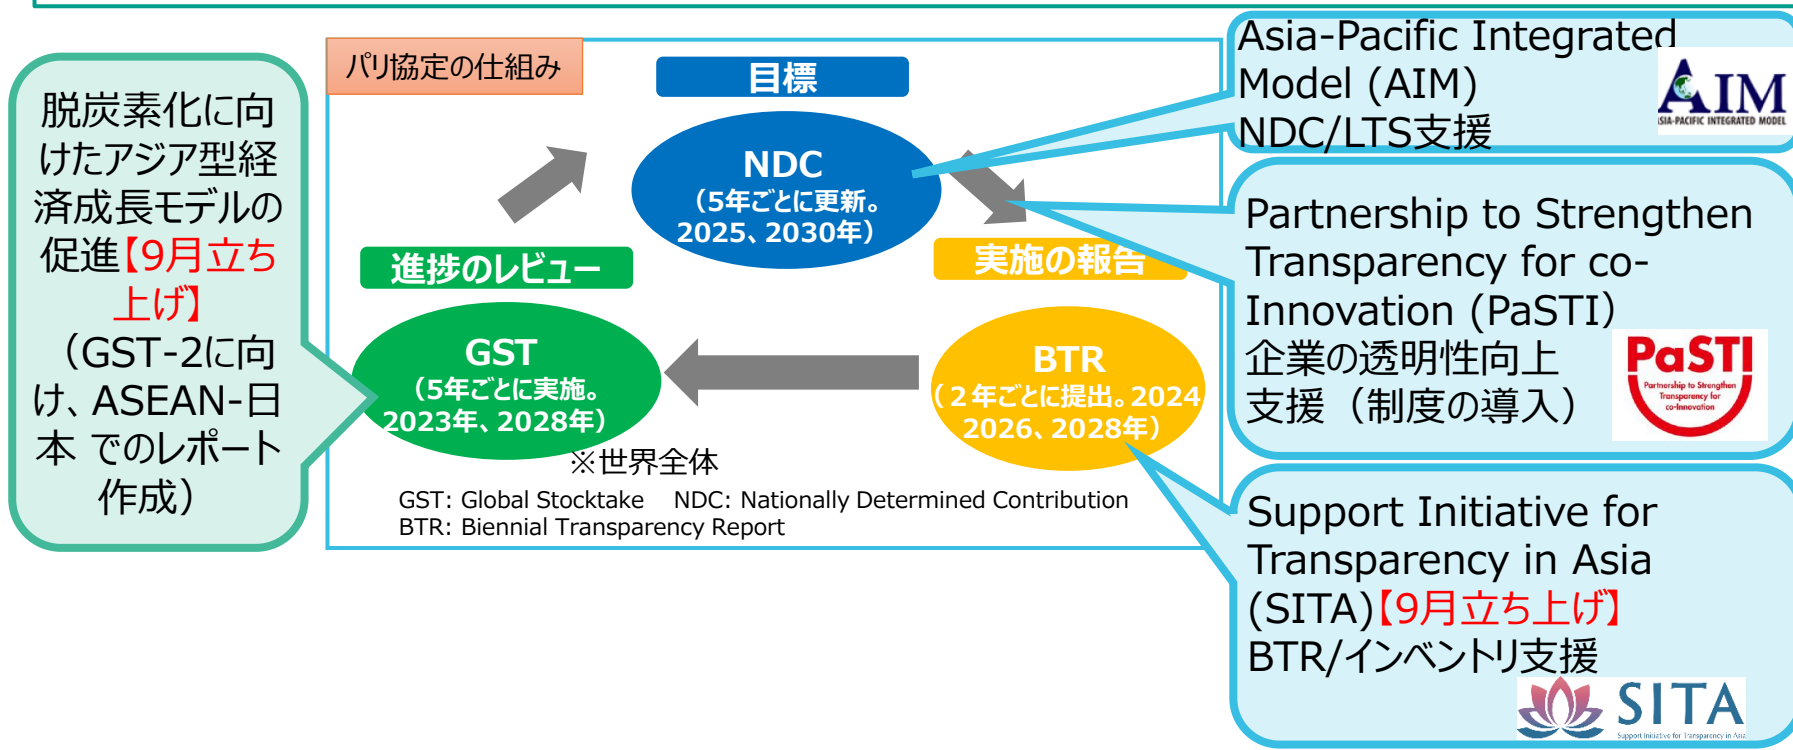 脱炭素化に向
けたアジア型経
済成長モデルの
促進【9月立ち
上げ】
（GST-2に向
け、ASEAN-日
本 でのレポート
作成）
パリ協定の仕組み
目標
NDC
（5年ごとに更新。
2025、2030年）
進捗のレビュー
実施の報告
GST
（5年ごとに実施。
2023年、2028年）
BTR
（２年ごとに提出。2024
2026、2028年）
※世界全体
GST: Global Stocktake NDC: Nationally Determined Contribution
BTR: Biennial Transparency Report
Asia-Pacific Integrated
Model (AIM)
NDC/LTS支援
AIM
ASIA-PACIFIC INTEGRATED MODEL
Partnership to Strengthen
Transparency for co-
Innovation (PaSTI)
企業の透明性向上
支援（制度の導入）
PaSTI
Partnership to Strengthen
Transparency for
co-Innovation
Support Initiative for
Transparency in Asia
(SITA)【9月立ち上げ】
BTR/インベントリ支援
SITA
Support Initiative for Transparency in Asia